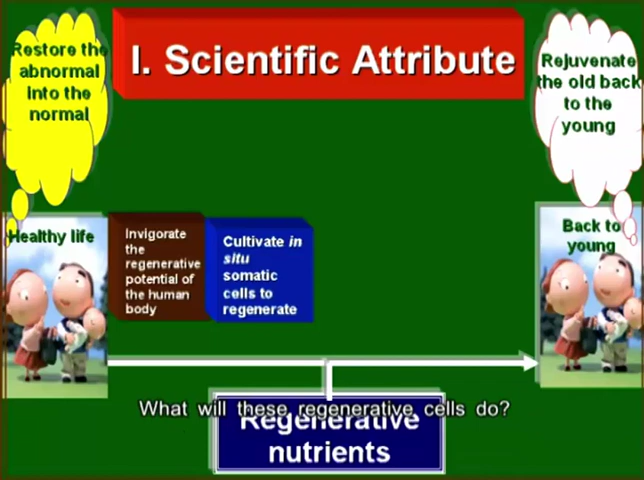 I. Scientific Attribute
Restore the
abnormal
into the
normal
Rejuvenate
the old back
to the
young
Healthy life
Invigorate
the
regenerative
potential of
the human
body
Cultivate in
situ
somatic
cells to
regenerate
Back to
young
What will these regenerative cells do?
Regenerative
nutrients